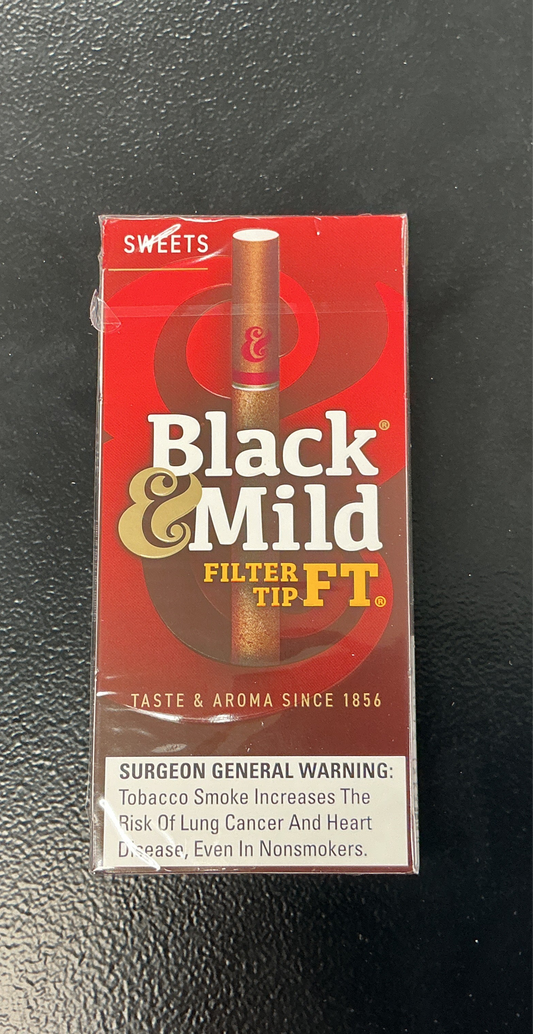 SWEETS
&
Black®
&Mild
FILTER
TIP FT®
TASTE & AROMA SINCE 1856
SURGEON GENERAL WARNING:
Tobacco Smoke Increases The
Risk Of Lung Cancer And Heart
Disease, Even In Nonsmokers.